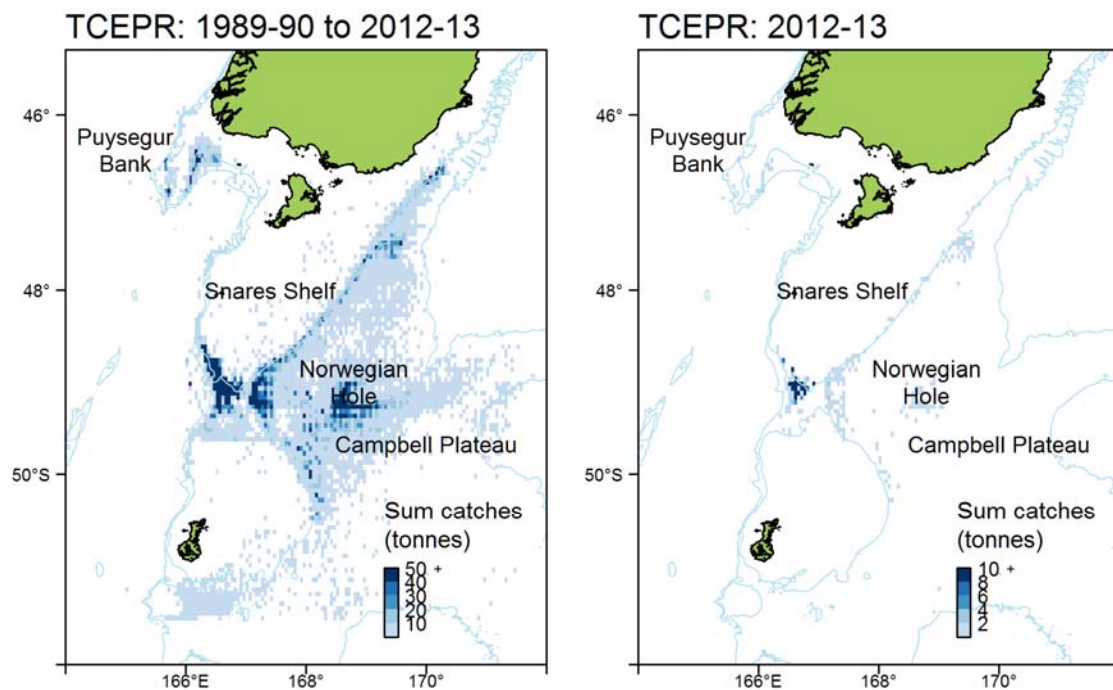 TCEPR: 1989-90 to 2012-13
46°
48°
50°S
Puysegur
Bank
Snares Shelf
Norwegian
Hole
Campbell Plateau
Sum catches
(tonnes)
50 +
40
30
20
10
166°E
168°
170°
TCEPR: 2012-13
46°
48°
50°S
Puysegur
Bank
Snares Shelf
Norwegian
Hole
Campbell Plateau
Sum catches
(tonnes)
10 +
8
6
4
2
166°E
168°
170°